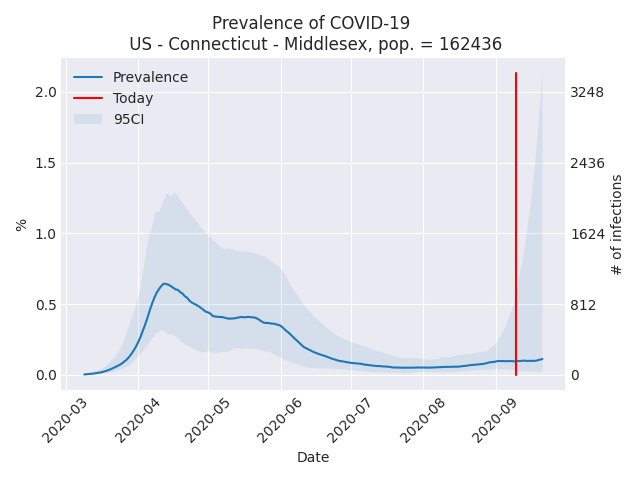 Prevalence of COVID-19
US - Connecticut - Middlesex, pop. = 162436
Prevalence
Today
95CI
%
2.0
1.5
1.0
0.5
0.0
3248
2436
1624
812
0
# of infections
2020-03
2020-04
2020-05
2020-06
2020-07
2020-08
2020-09
Date